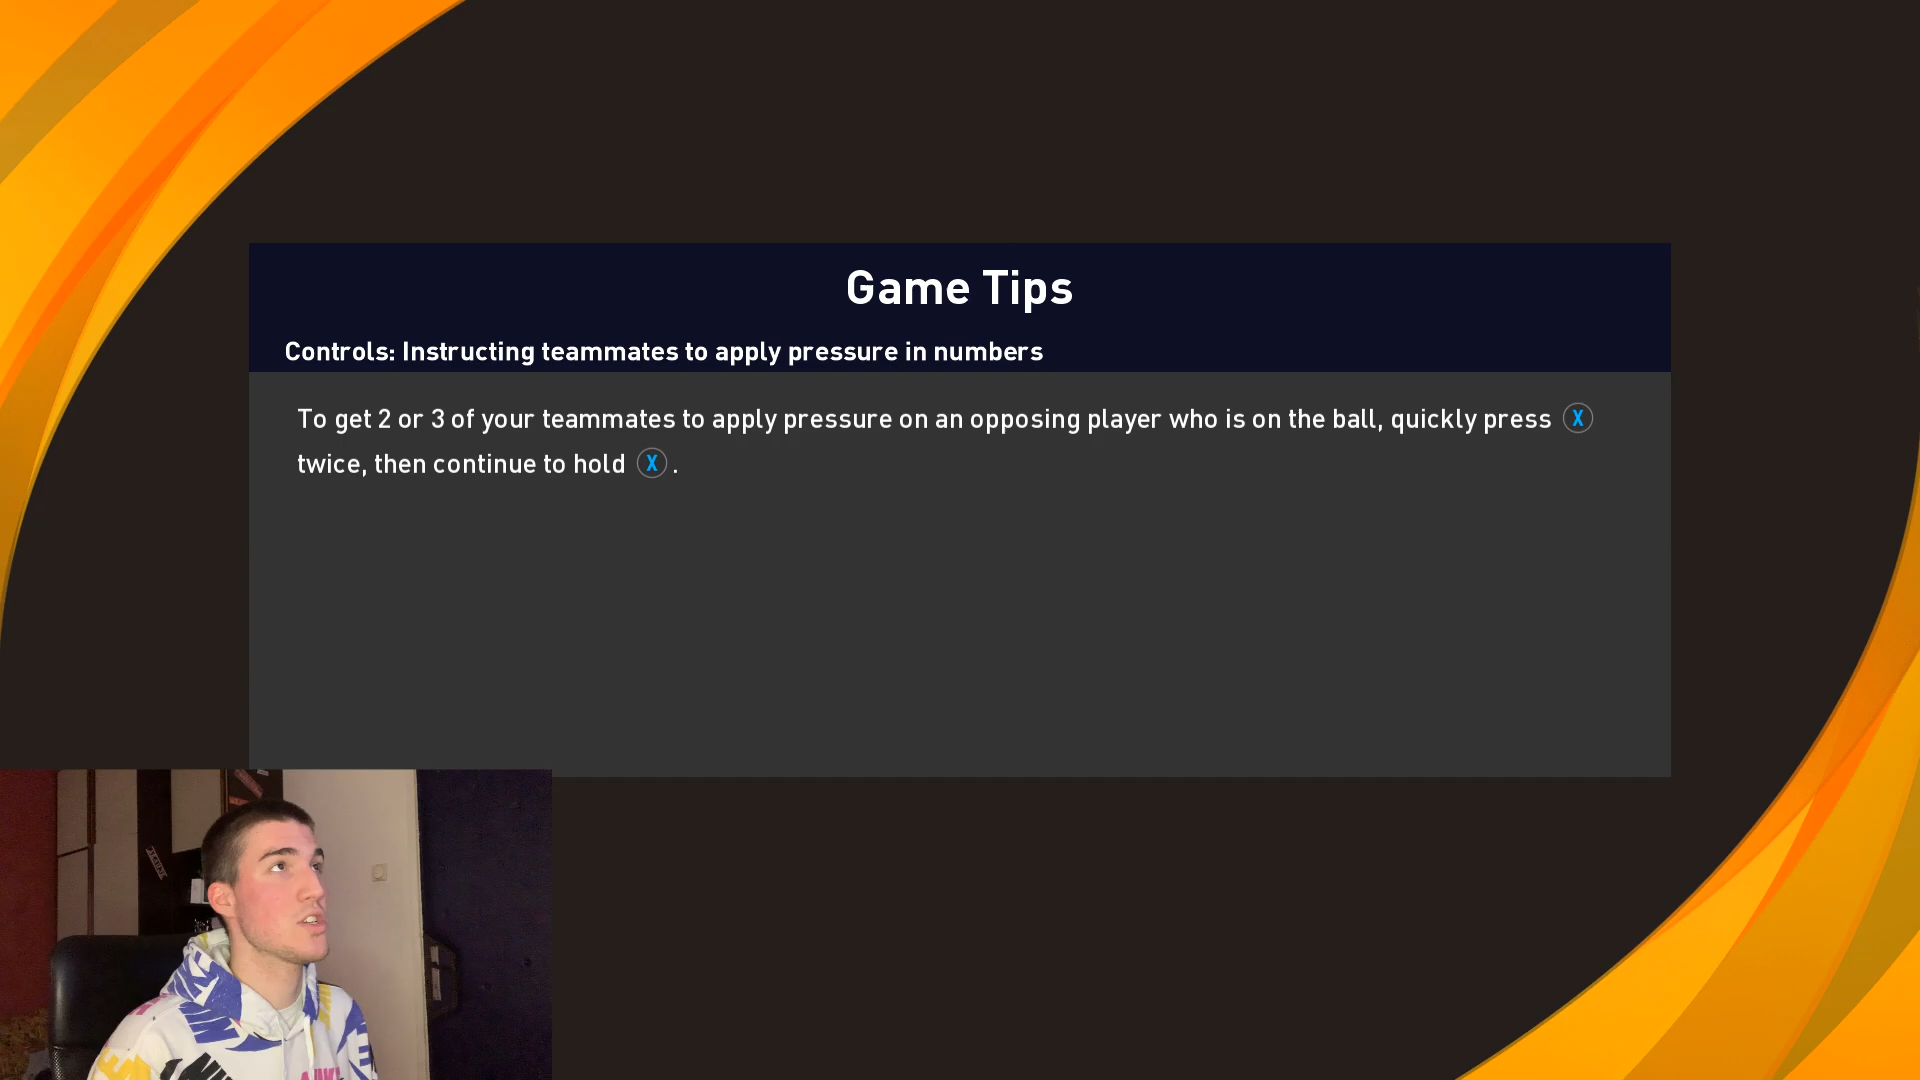 Game Tips
Controls: Instructing teammates to apply pressure in numbers
To get 2 or 3 of your teammates to apply pressure on an opposing player who is on the ball, quickly press X
twice, then continue to hold X .